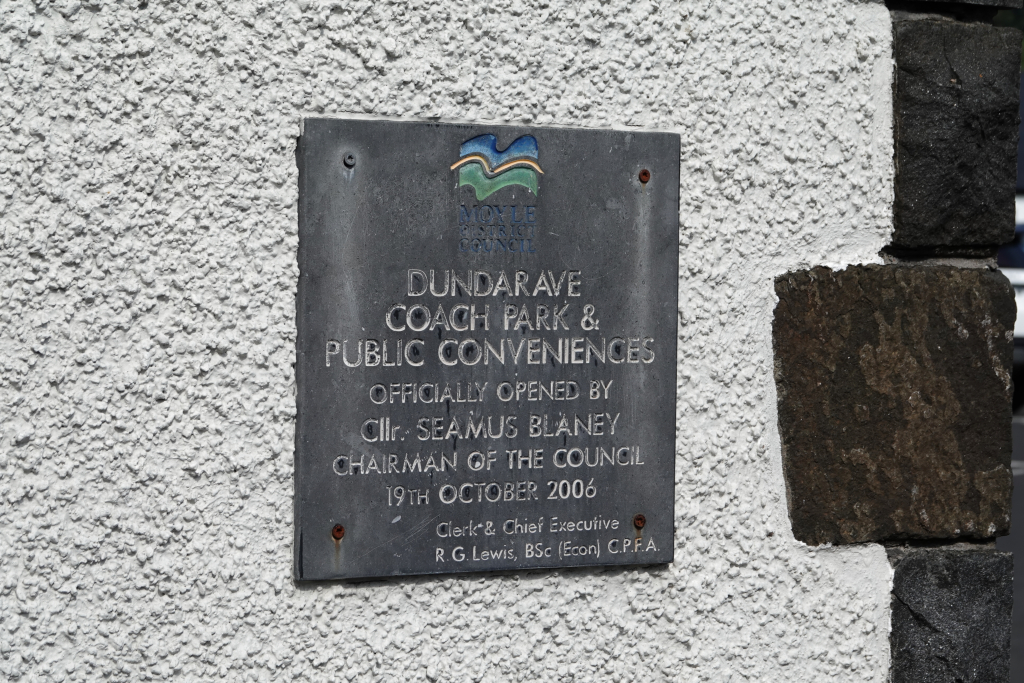 MOYLE
DISTRICT
COUNCIL
DUNDARAVE
COACH PARK &
PUBLIC CONVENIENCES
OFFICIALLY OPENED BY
Cllr. SEAMUS BLANEY
CHAIRMAN OF THE COUNCIL
19TH OCTOBER 2006
Clerk & Chief Executive
R. G. Lewis, BSc (Econ) C.P.F.A.